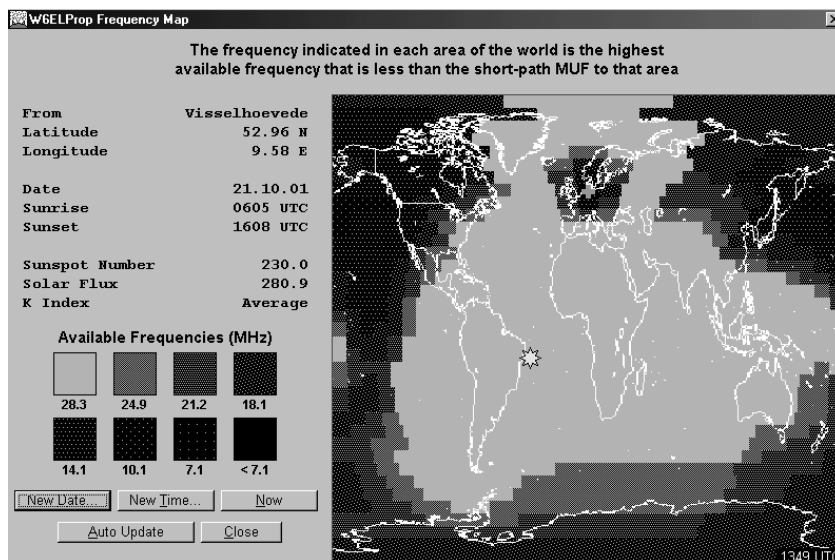 W6ELProp Frequency Map
The frequency indicated in each area of the world is the highest
available frequency that is less than the short-path MUF to that area
From Visselhoevede
Latitude 52.96 N
Longitude 9.58 E
Date 21.10.01
Sunrise 0605 UTC
Sunset 1608 UTC
Sunspot Number 230.0
Solar Flux 280.9
K Index Average
Available Frequencies (MHz)
28.3 24.9 21.2 18.1
14.1 10.1 7.1 < 7.1
New Date... New Time... Now
Auto Update Close
1349 UTC